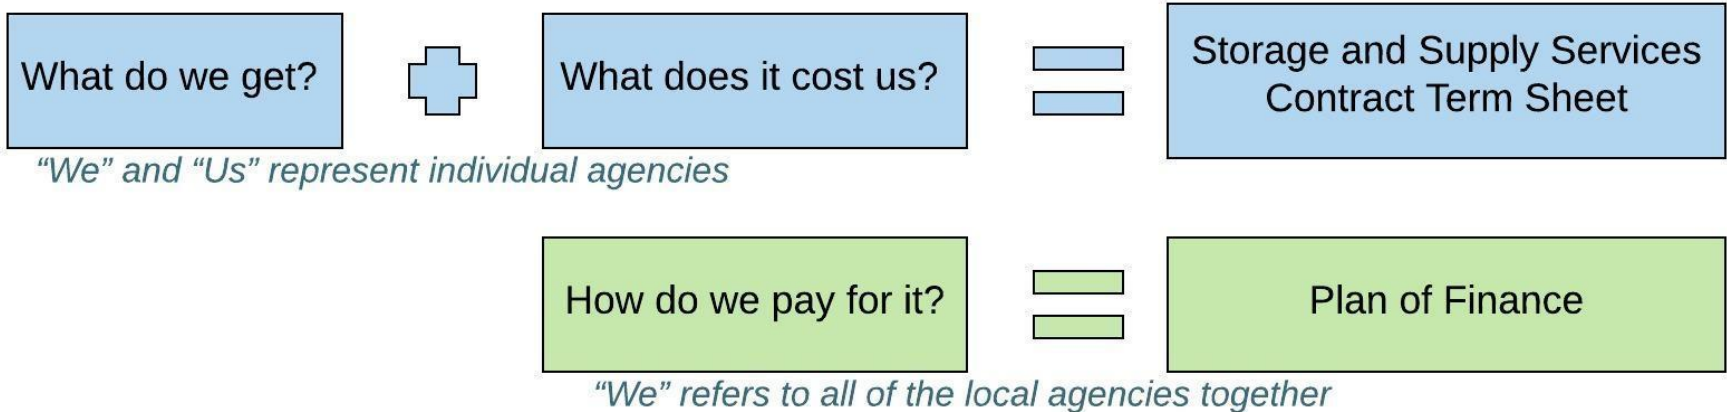 What do we get?
What does it cost us?
Storage and Supply Services
Contract Term Sheet
“We” and “Us” represent individual agencies
How do we pay for it?
Plan of Finance
“We” refers to all of the local agencies together